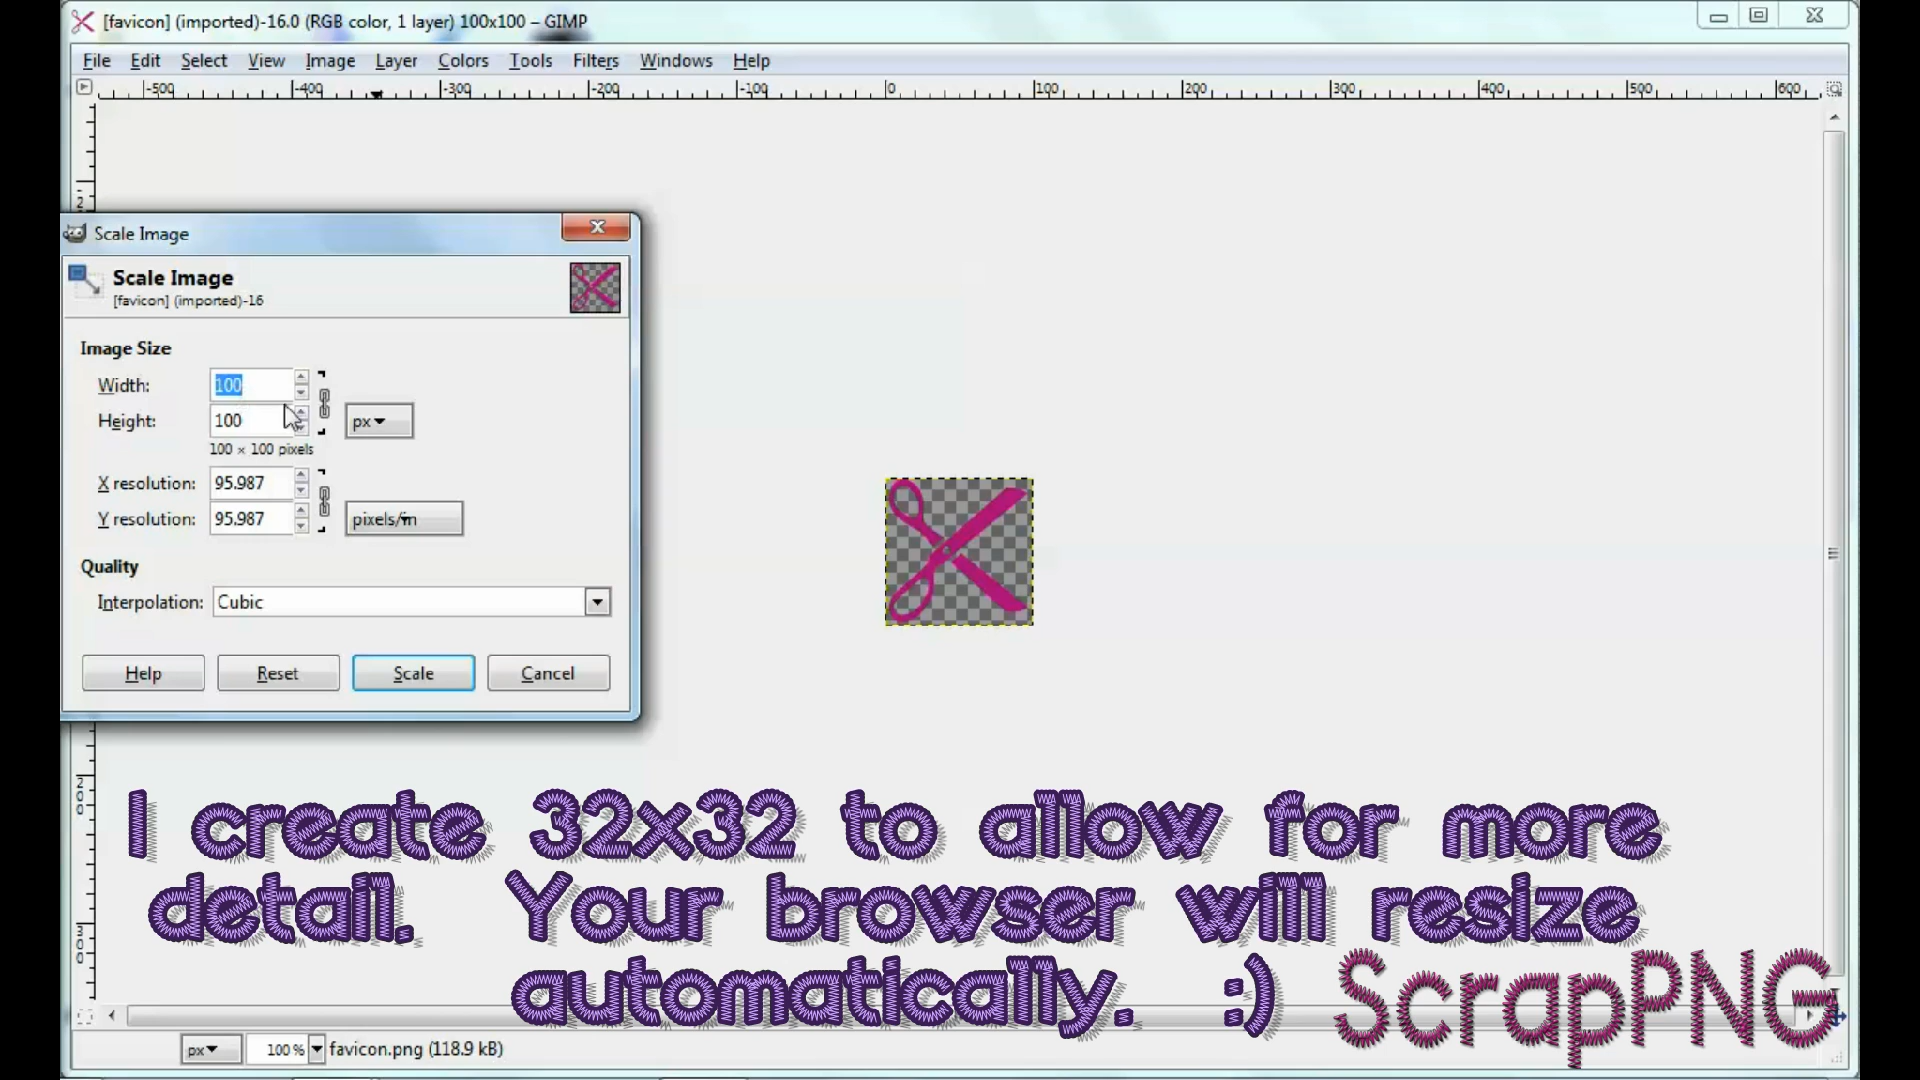 [favicon] (imported)-16.0 (RGB color, 1 layer) 100x100 – GIMP
File Edit Select View Image Layer Colors Tools Filters Windows Help
-500 -400 -300 -200 -100 0 100 200 300 400 500 600
Scale Image
Scale Image
[favicon] (imported)-16
Image Size
Width: 100
Height: 100 px
100 × 100 pixels
X resolution: 95.987
Y resolution: 95.987 pixels/in
Quality
Interpolation: Cubic
Help Reset Scale Cancel
200
300
I create 32x32 to allow for more
detail. Your browser will resize
automatically. :)
ScrapPNG
px 100 % favicon.png (118.9 kB)